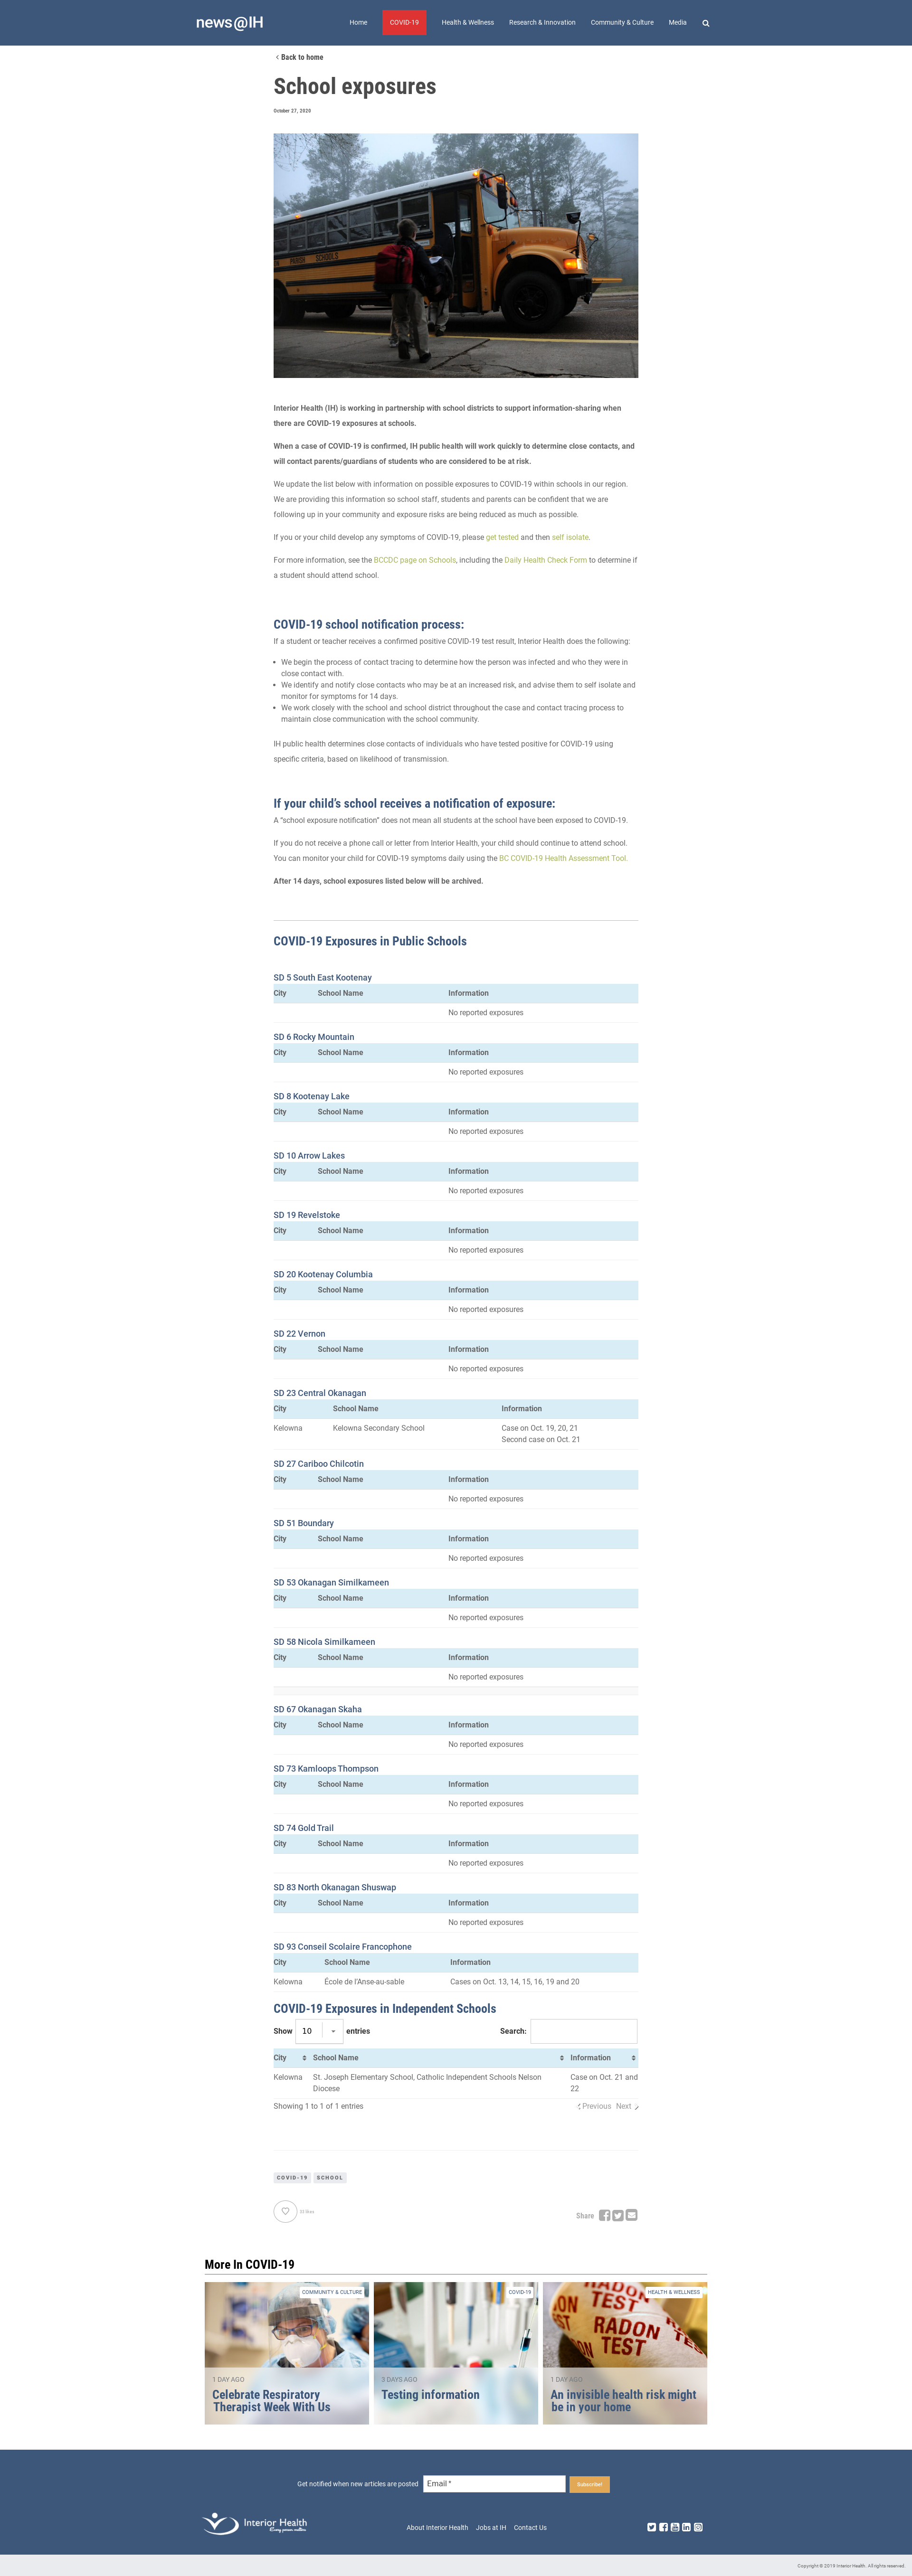 news@IH
Home
COVID-19
Health & Wellness
Research & Innovation
Community & Culture
Media
Back to home
School exposures
October 27, 2020
PARISH SCHOOLS
Interior Health (IH) is working in partnership with school districts to support information-sharing when
there are COVID-19 exposures at schools.
When a case of COVID-19 is confirmed, IH public health will work quickly to determine close contacts, and
will contact parents/guardians of students who are considered to be at risk.
We update the list below with information on possible exposures to COVID-19 within schools in our region.
We are providing this information so school staff, students and parents can be confident that we are
following up in your community and exposure risks are being reduced as much as possible.
If you or your child develop any symptoms of COVID-19, please get tested and then self isolate.
For more information, see the BCCDC page on Schools, including the Daily Health Check Form to determine if
a student should attend school.
COVID-19 school notification process:
If a student or teacher receives a confirmed positive COVID-19 test result, Interior Health does the following:
• We begin the process of contact tracing to determine how the person was infected and who they were in
close contact with.
• We identify and notify close contacts who may be at an increased risk, and advise them to self isolate and
monitor for symptoms for 14 days.
• We work closely with the school and school district throughout the case and contact tracing process to
maintain close communication with the school community.
IH public health determines close contacts of individuals who have tested positive for COVID-19 using
specific criteria, based on likelihood of transmission.
If your child's school receives a notification of exposure:
A “school exposure notification” does not mean all students at the school have been exposed to COVID-19.
If you do not receive a phone call or letter from Interior Health, your child should continue to attend school.
You can monitor your child for COVID-19 symptoms daily using the BC COVID-19 Health Assessment Tool.
After 14 days, school exposures listed below will be archived.
COVID-19 Exposures in Public Schools
SD 5 South East Kootenay
City School Name Information
No reported exposures
SD 6 Rocky Mountain
City School Name Information
No reported exposures
SD 8 Kootenay Lake
City School Name Information
No reported exposures
SD 10 Arrow Lakes
City School Name Information
No reported exposures
SD 19 Revelstoke
City School Name Information
No reported exposures
SD 20 Kootenay Columbia
City School Name Information
No reported exposures
SD 22 Vernon
City School Name Information
No reported exposures
SD 23 Central Okanagan
City School Name Information
Kelowna Kelowna Secondary School Case on Oct. 19, 20, 21
Second case on Oct. 21
SD 27 Cariboo Chilcotin
City School Name Information
No reported exposures
SD 51 Boundary
City School Name Information
No reported exposures
SD 53 Okanagan Similkameen
City School Name Information
No reported exposures
SD 58 Nicola Similkameen
City School Name Information
No reported exposures
SD 67 Okanagan Skaha
City School Name Information
No reported exposures
SD 73 Kamloops Thompson
City School Name Information
No reported exposures
SD 74 Gold Trail
City School Name Information
No reported exposures
SD 83 North Okanagan Shuswap
City School Name Information
No reported exposures
SD 93 Conseil Scolaire Francophone
City School Name Information
Kelowna École de l'Anse-au-sable Cases on Oct. 13, 14, 15, 16, 19 and 20
COVID-19 Exposures in Independent Schools
Show 10 entries Search:
City School Name Information
Kelowna St. Joseph Elementary School, Catholic Independent Schools Nelson Case on Oct. 21 and
Diocese 22
Showing 1 to 1 of 1 entries Previous Next
COVID-19 SCHOOL
likes
Share
More In COVID-19
COMMUNITY & CULTURE
1 DAY AGO
Celebrate Respiratory
Therapist Week With Us
COVID-19
3 DAYS AGO
Testing information
HEALTH & WELLNESS
RADON
TEST
1 DAY AGO
An invisible health risk might
be in your home
Get notified when new articles are posted
Email *
Subscribe!
Interior Health
Every person matters
About Interior Health Jobs at IH Contact Us
Copyright © 2019 Interior Health. All rights reserved.